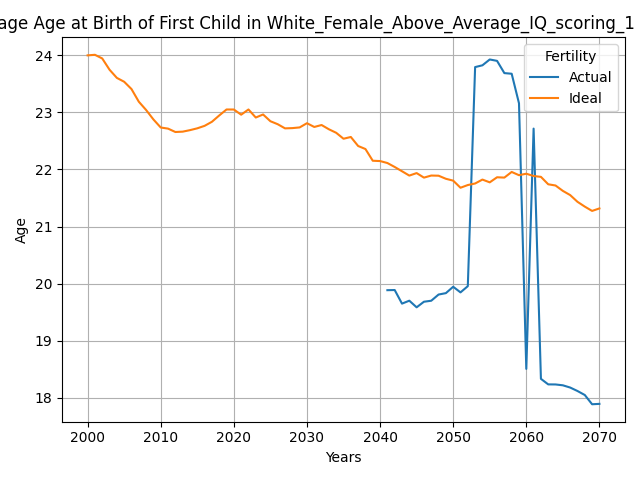 age Age at Birth of First Child in White_Female_Above_Average_IQ_scoring_1
Fertility
Actual
Ideal
24
23
22
21
20
19
18
Age
2000 2010 2020 2030 2040 2050 2060 2070
Years